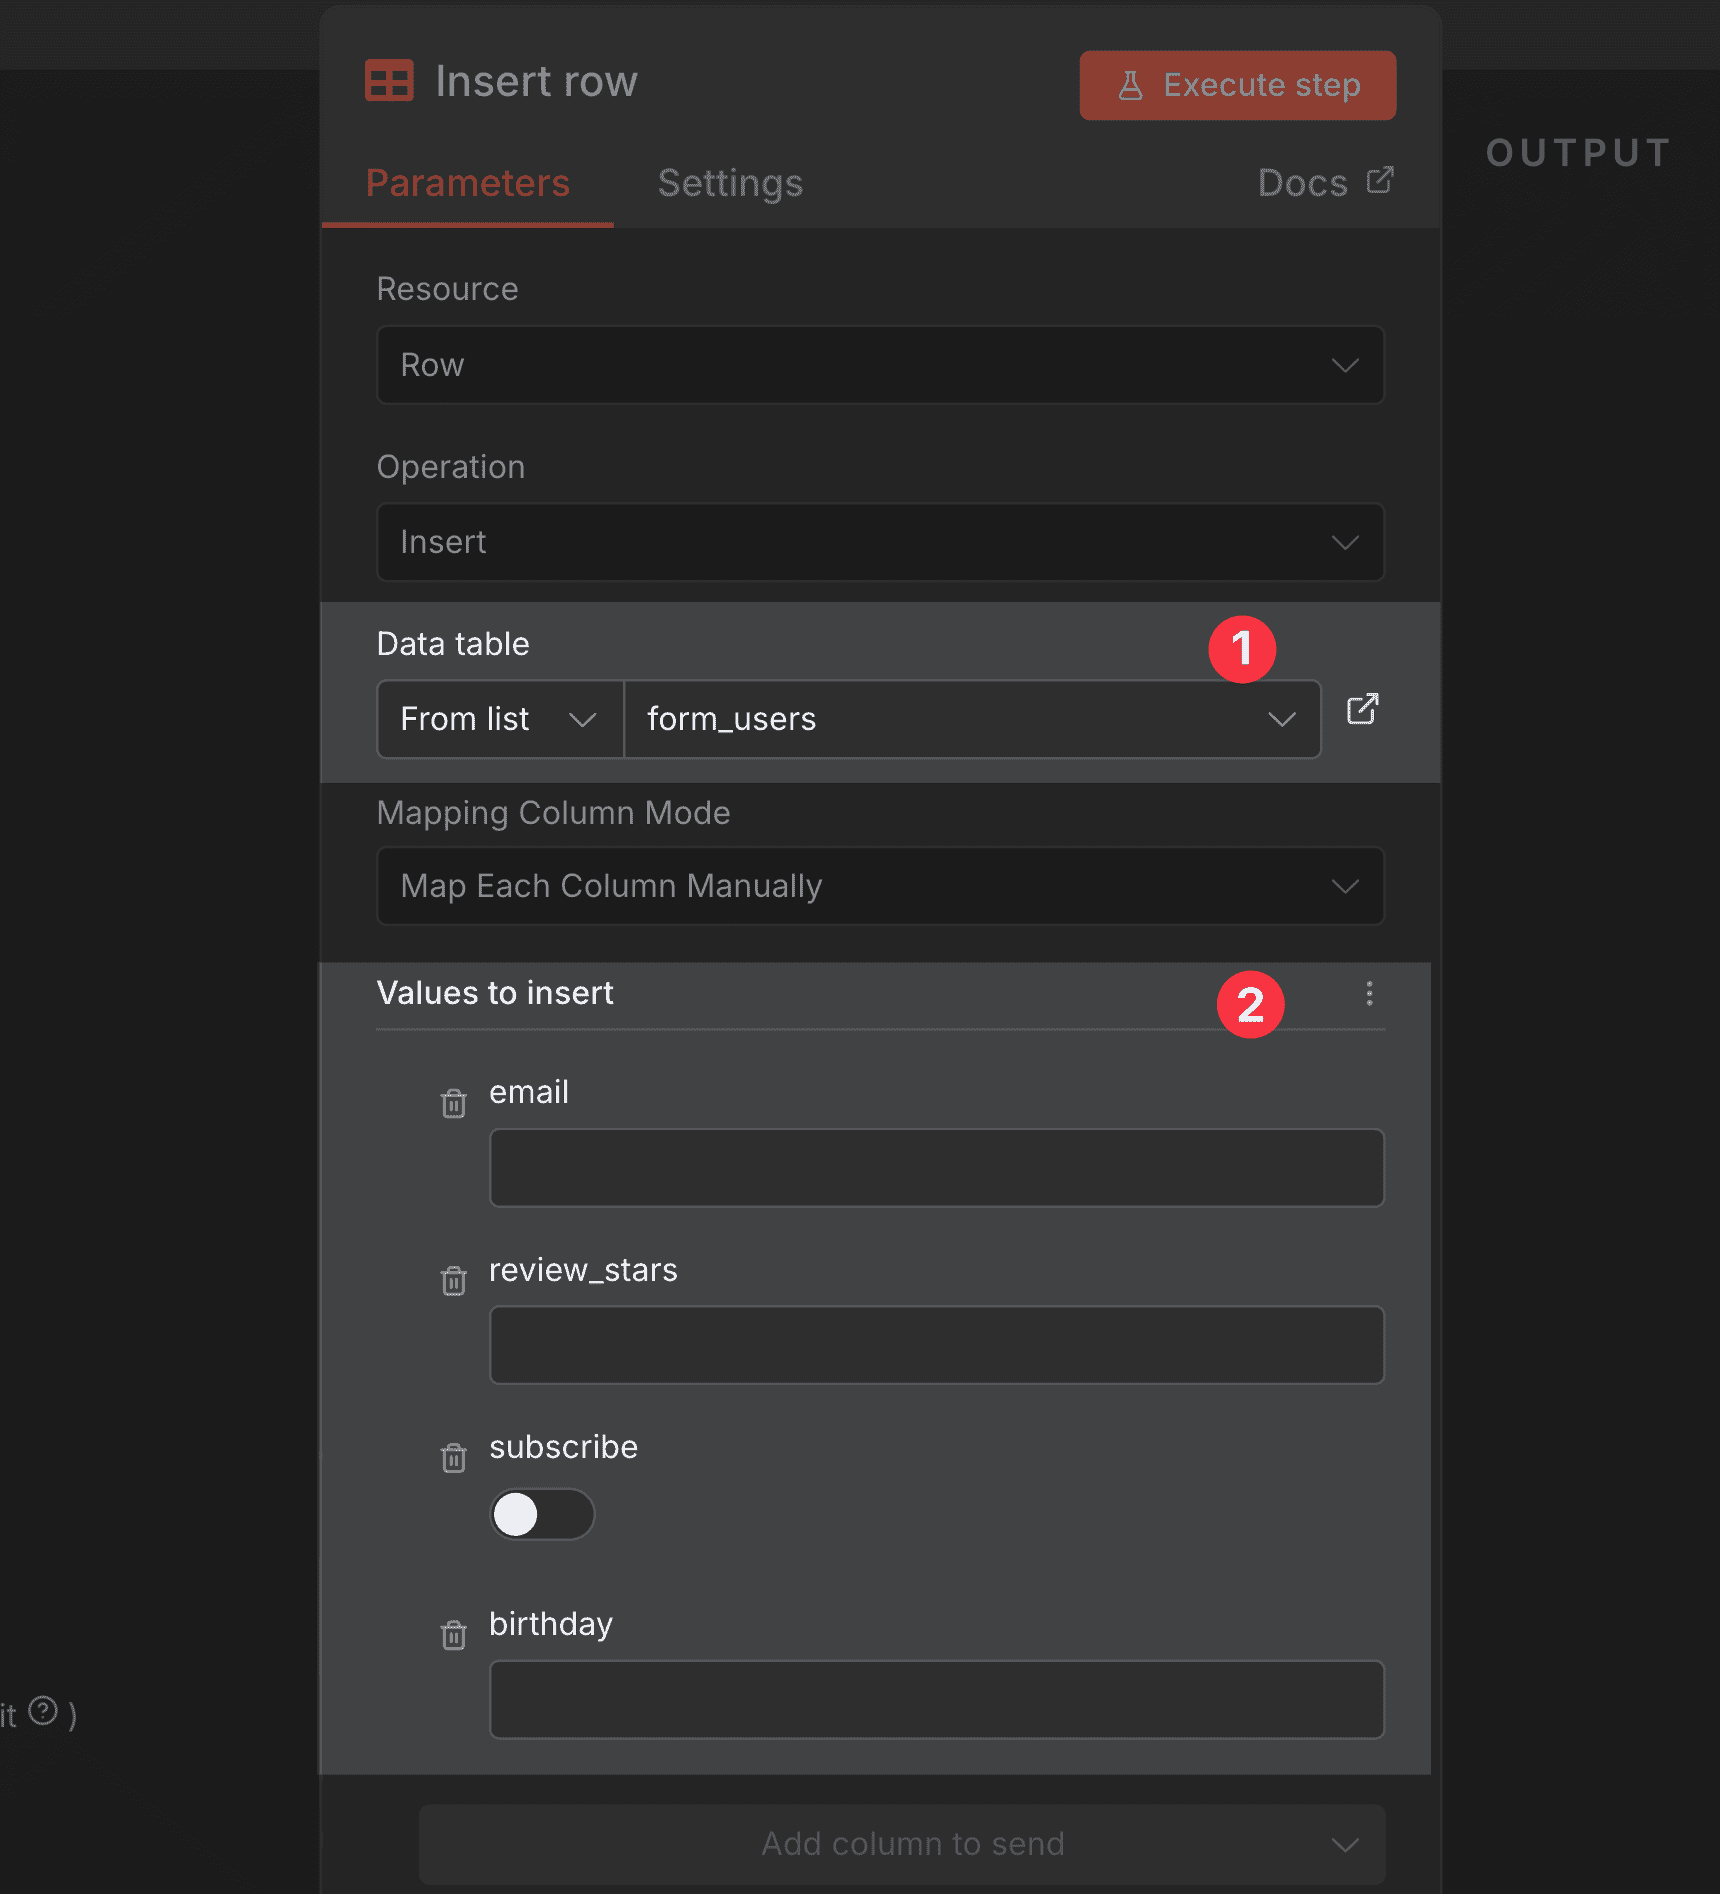 Insert row
Execute step
OUTPUT
Parameters
Settings
Docs
Resource
Row
Operation
Insert
Data table
1
From list
form_users
Mapping Column Mode
Map Each Column Manually
Values to insert
2
email
review_stars
subscribe
birthday
it ? )
Add column to send